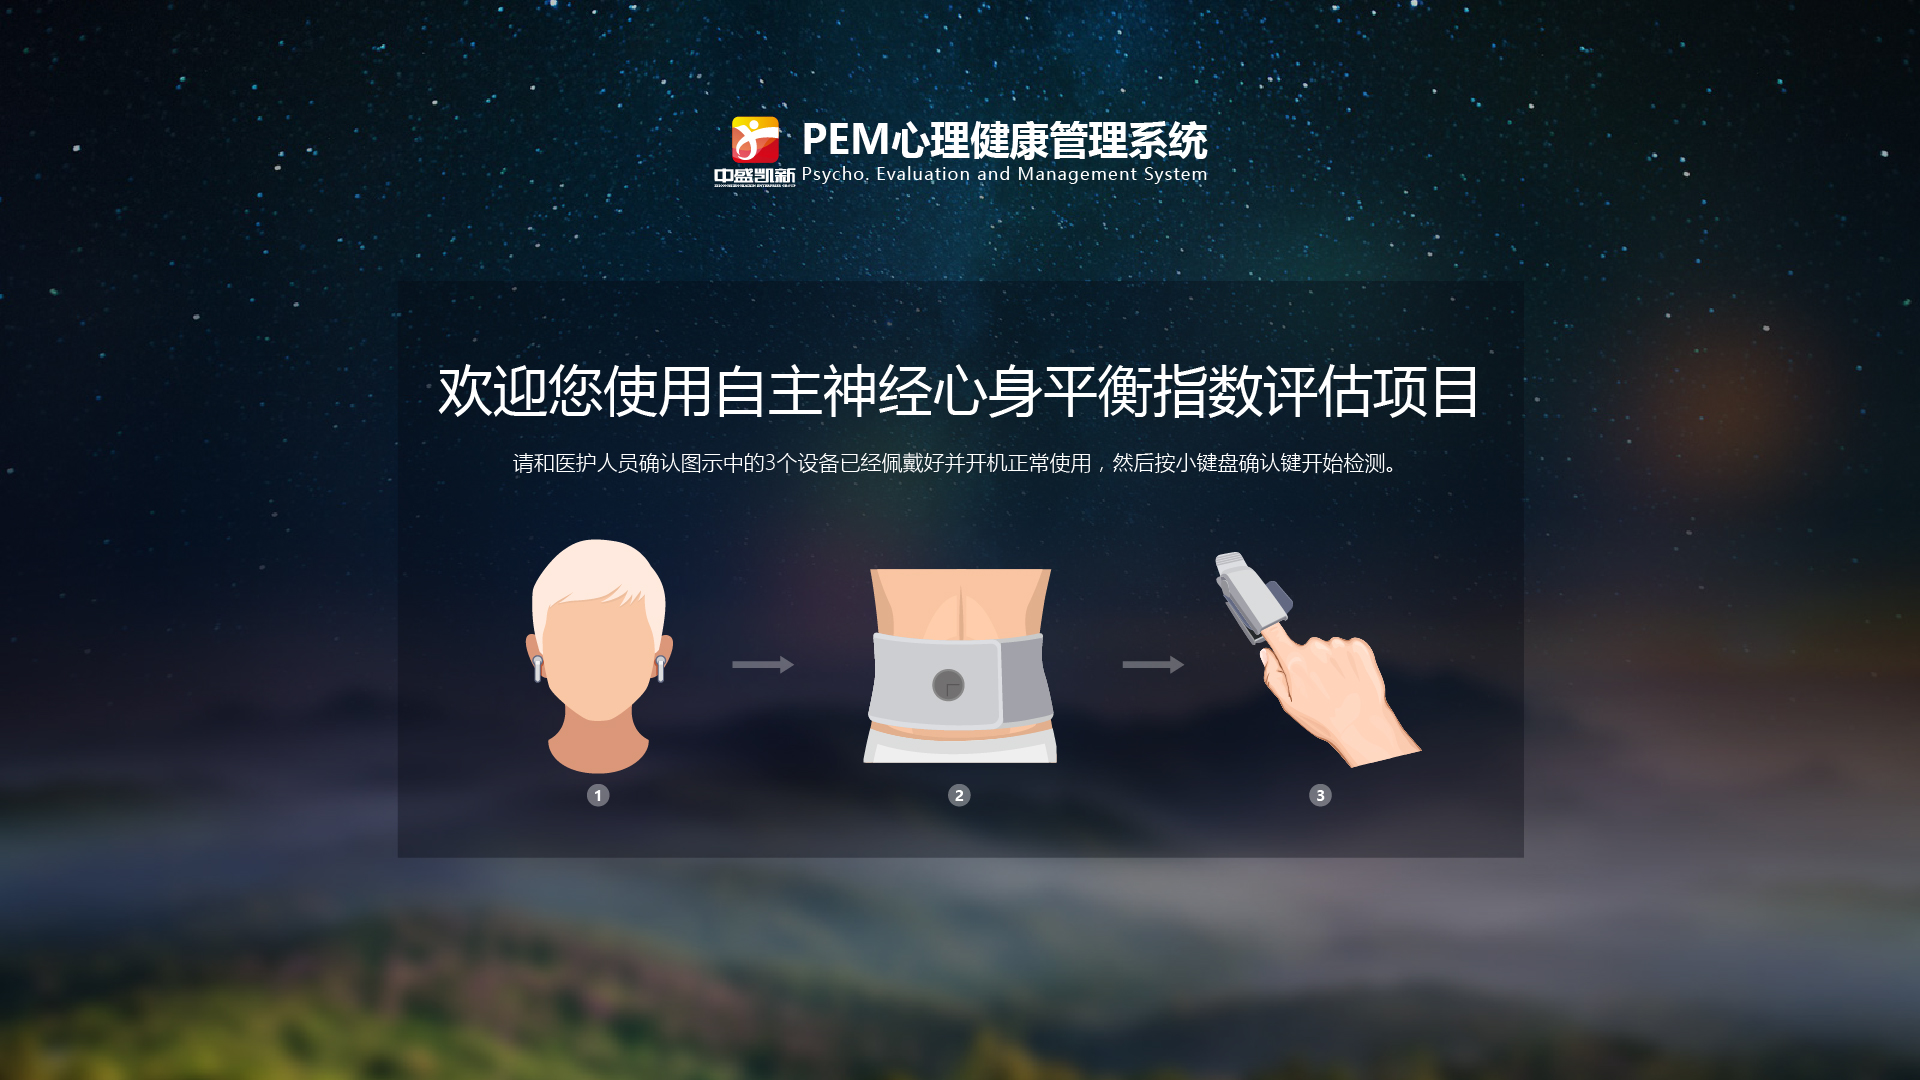 PEM心理健康管理系统
中盛凯新
Psycho. Evaluation and Management System
欢迎您使用自主神经心身平衡指数评估项目
请和医护人员确认图示中的3个设备已经佩戴好并开机正常使用，然后按小键盘确认键开始检测。
1
2
3